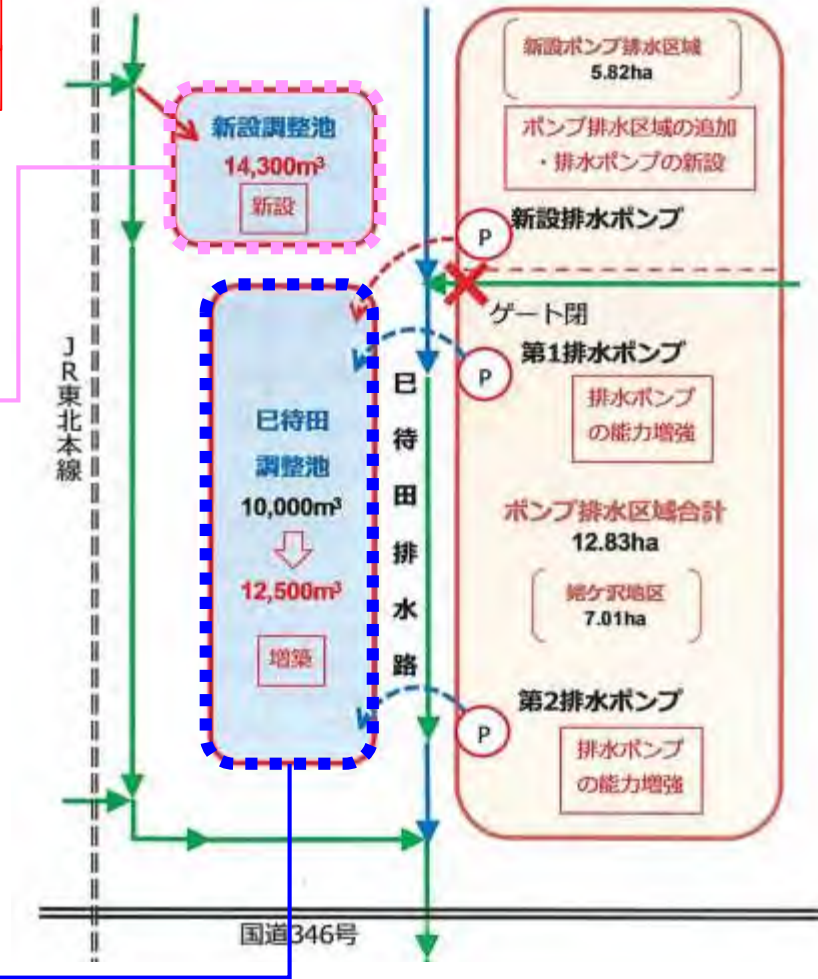 新設ポンプ排水区域
5.82ha
ポンプ排水区域の追加
・排水ポンプの新設
新設調整池
14,300m³
新設
新設排水ポンプ
P
ゲート閉
第1排水ポンプ
P
排水ポンプ
の能力増強
JR東北本線
巳待田
調整池
10,000m³
12,500m³
増築
巳待田排水路
ポンプ排水区域合計
12.83ha
姥ケ沢地区
7.01ha
第2排水ポンプ
P
排水ポンプ
の能力増強
国道346号